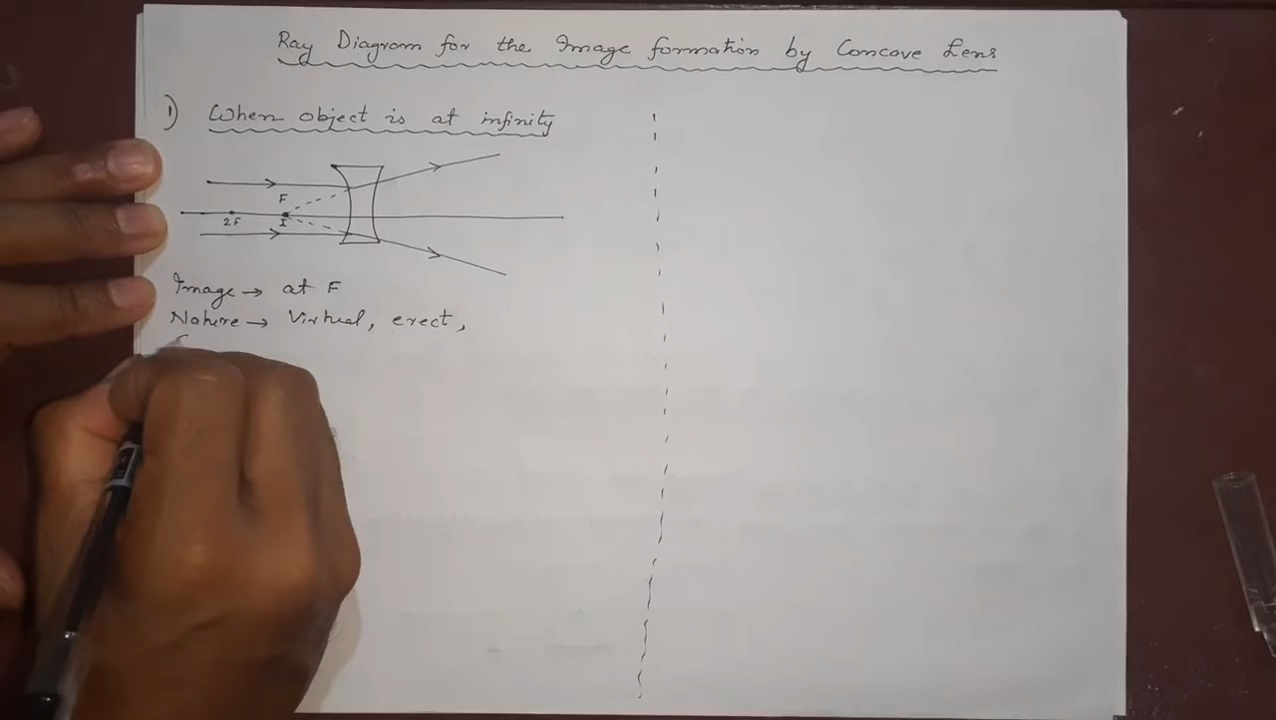 Ray Diagram for the Image formation by Concave Lens
1) When object is at infinity
F
2F
I
Image → at F
Nature → Virtual, erect,